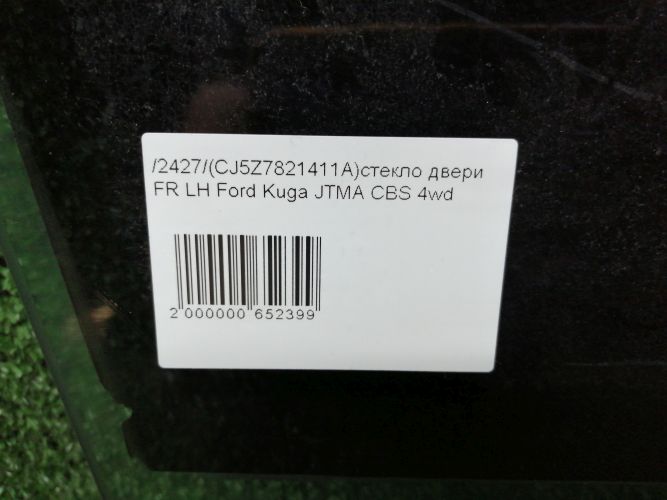 /2427/(CJ5Z7821411A)стекло двери
FR LH Ford Kuga JTMA CBS 4wd
2 000000 652399